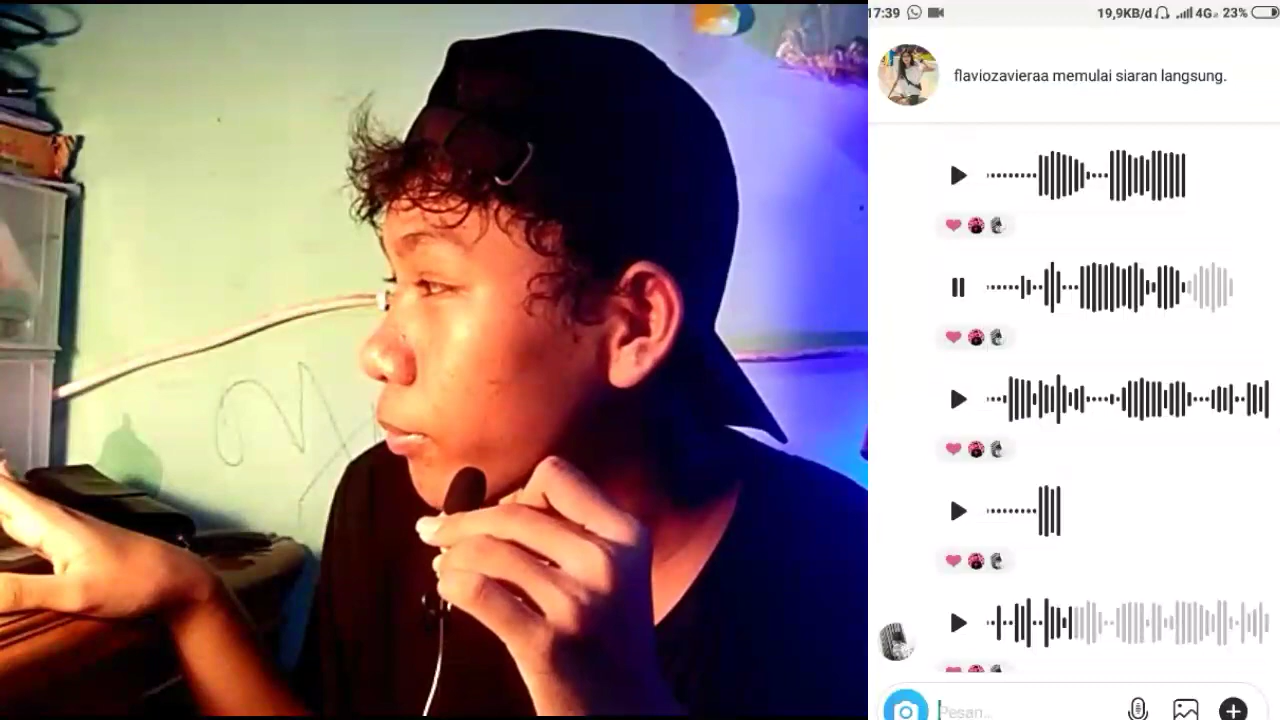 17:39
19,9KB/d 4G 23%
flaviozavieraa memulai siaran langsung.
Pesan...